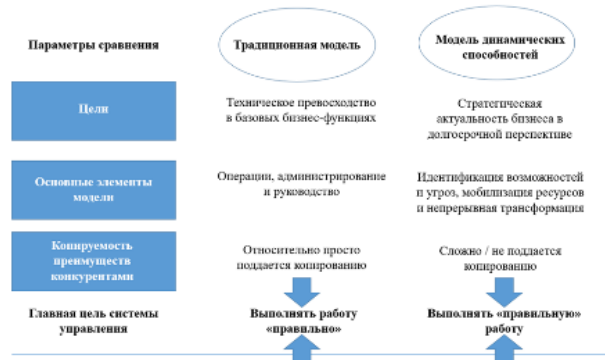 Параметры сравнения
Традиционная модель
Модель динамических
способностей
Цели
Техническое превосходство
в базовых бизнес-функциях
Стратегическая
актуальность бизнеса в
долгосрочной перспективе
Основные элементы
модели
Операции, администрирование
и руководство
Идентификация возможностей
и угроз, мобилизация ресурсов
и непрерывная трансформация
Копируемость
преимуществ
конкурентами
Относительно просто
поддается копированию
Сложно / не поддается
копированию
Главная цель системы
управления
Выполнять работу
«правильно»
Выполнять «правильную»
работу